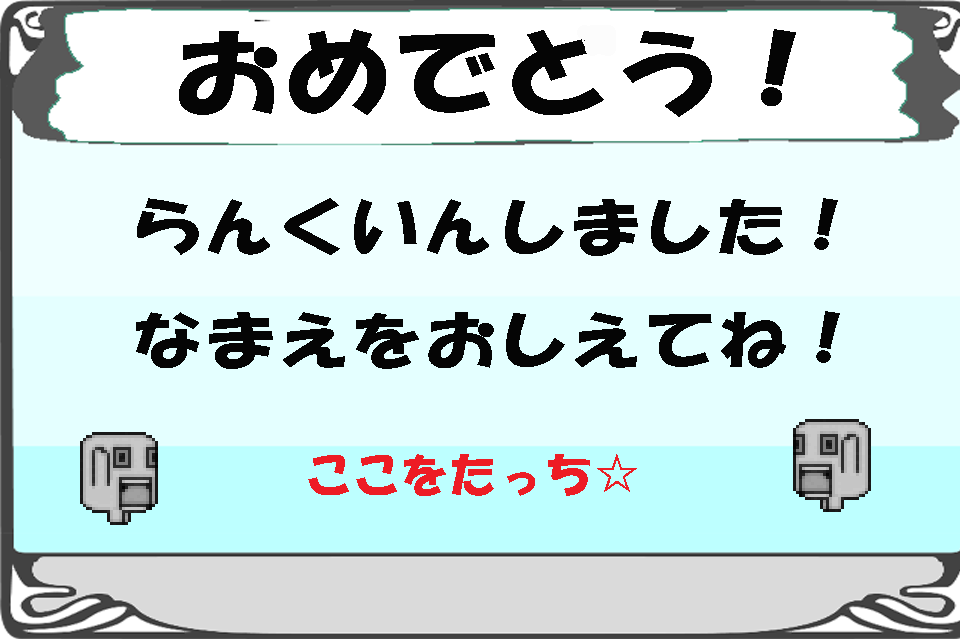 おめでとう！
らんくいんしました！
なまえをおしえてね！
ここをたっち☆